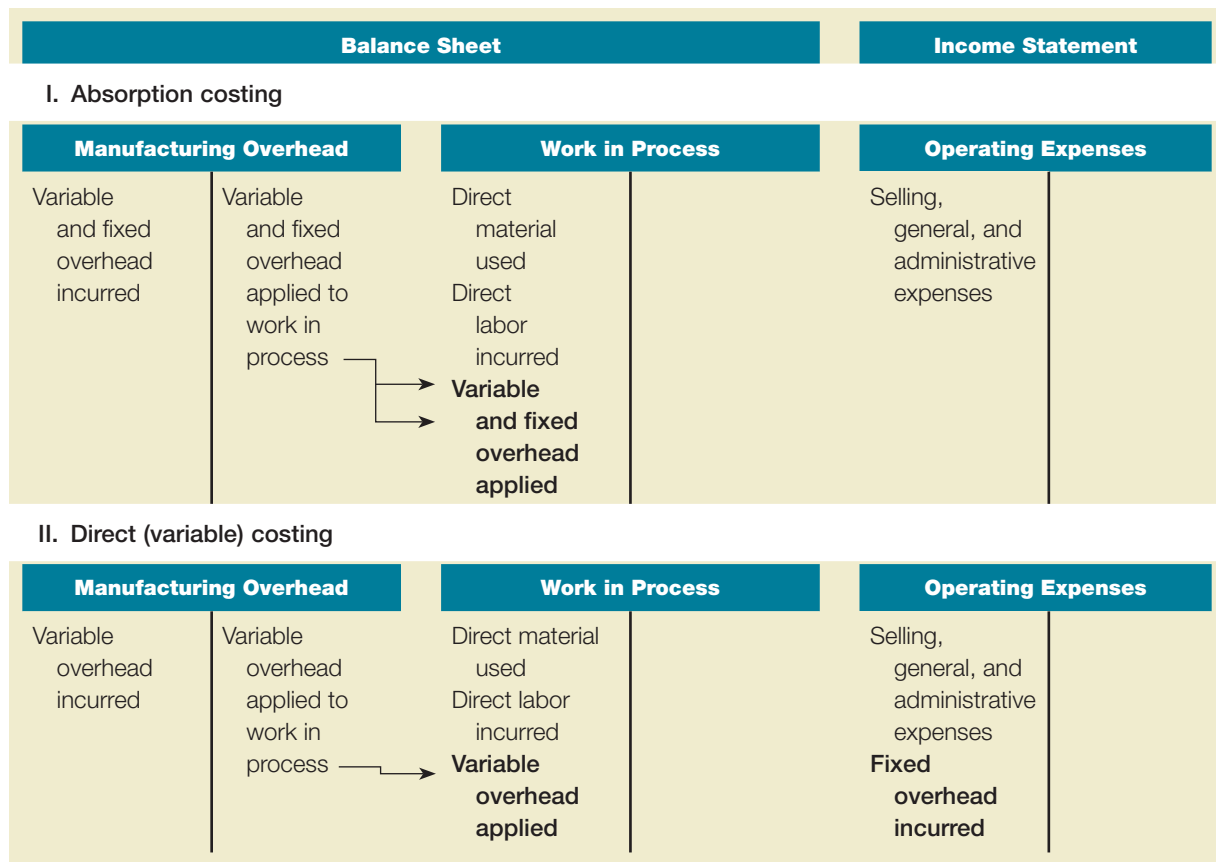 Balance Sheet
Income Statement
I. Absorption costing
Manufacturing Overhead
Variable
and fixed
overhead
incurred
Variable
and fixed
overhead
applied to
work in
process
Work in Process
Direct
material
used
Direct
labor
incurred
Variable
and fixed
overhead
applied
Operating Expenses
Selling,
general, and
administrative
expenses
II. Direct (variable) costing
Manufacturing Overhead
Variable
overhead
incurred
Variable
overhead
applied to
work in
process
Work in Process
Direct material
used
Direct labor
incurred
Variable
overhead
applied
Operating Expenses
Selling,
general, and
administrative
expenses
Fixed
overhead
incurred